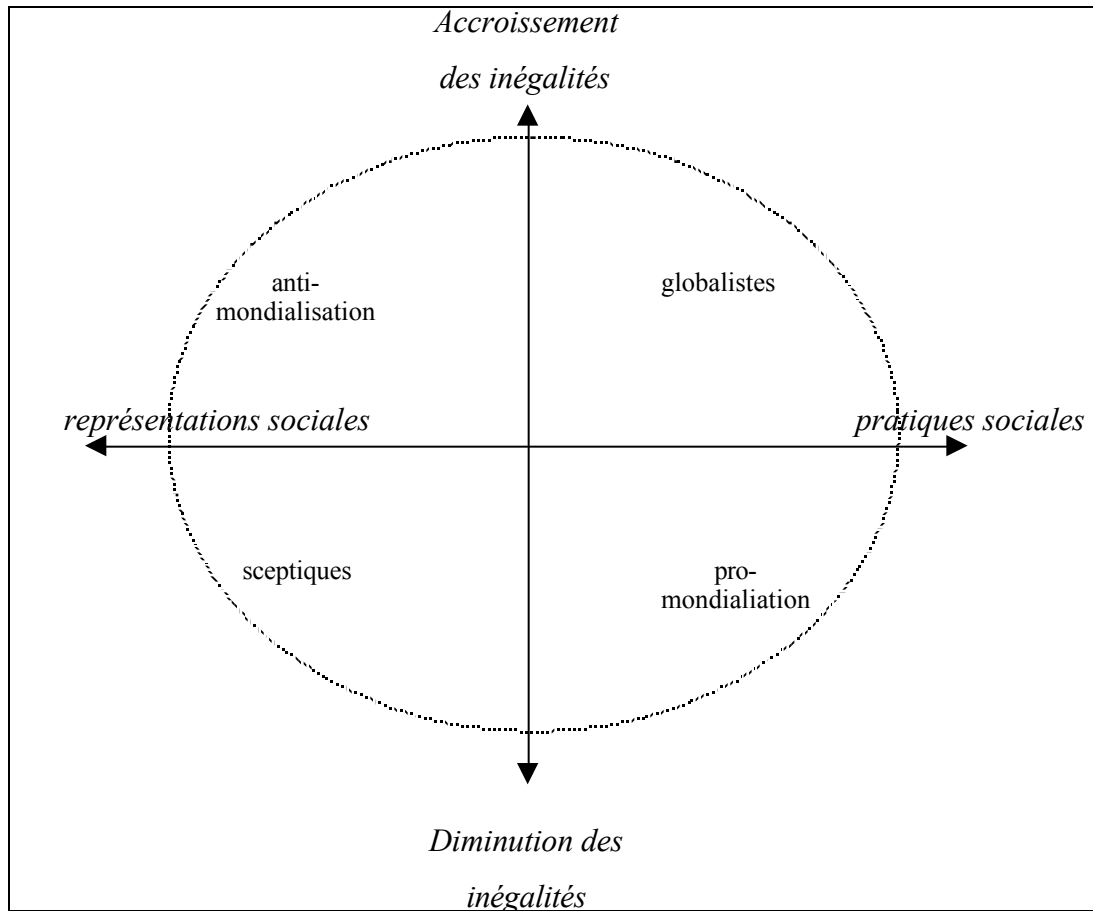 Accroissement
des inégalités
anti-
mondialisation
globalistes
représentations sociales
pratiques sociales
sceptiques
pro-
mondialiation
Diminution des
inégalités